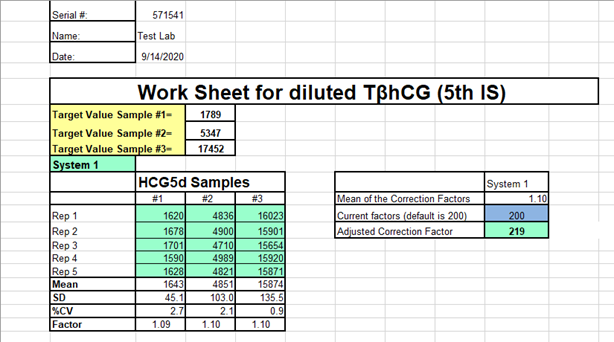 Serial #: 571541
Name: Test Lab
Date: 9/14/2020
Work Sheet for diluted TβhCG (5th IS)
Target Value Sample #1= 1789
Target Value Sample #2= 5347
Target Value Sample #3= 17452
System 1
HCG5d Samples
#1 #2 #3
Rep 1 1620 4836 16023
Rep 2 1678 4900 15901
Rep 3 1701 4710 15654
Rep 4 1590 4989 15920
Rep 5 1628 4821 15871
Mean 1643 4851 15874
SD 45.1 103.0 135.5
%CV 2.7 2.1 0.9
Factor 1.09 1.10 1.10
System 1
Mean of the Correction Factors 1.10
Current factors (default is 200) 200
Adjusted Correction Factor 219